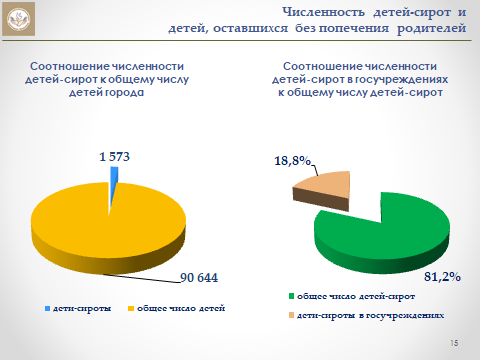 Численность детей-сирот и
детей, оставшихся без попечения родителей
Соотношение численности
детей-сирот к общему числу
детей города
1 573
90 644
дети-сироты
общее число детей
Соотношение численности
детей-сирот в госучреждениях
к общему числу детей-сирот
18,8%
81,2%
общее число детей-сирот
дети-сироты в госучреждениях
15